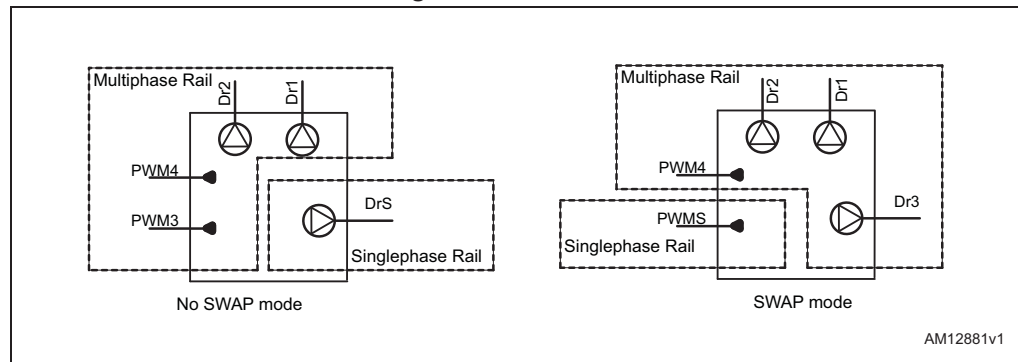 Multiphase Rail
Dr2
Dr1
PWM4
PWM3
DrS
Singlephase Rail
No SWAP mode
Multiphase Rail
Dr2
Dr1
PWM4
PWMS
Dr3
Singlephase Rail
SWAP mode
AM12881v1